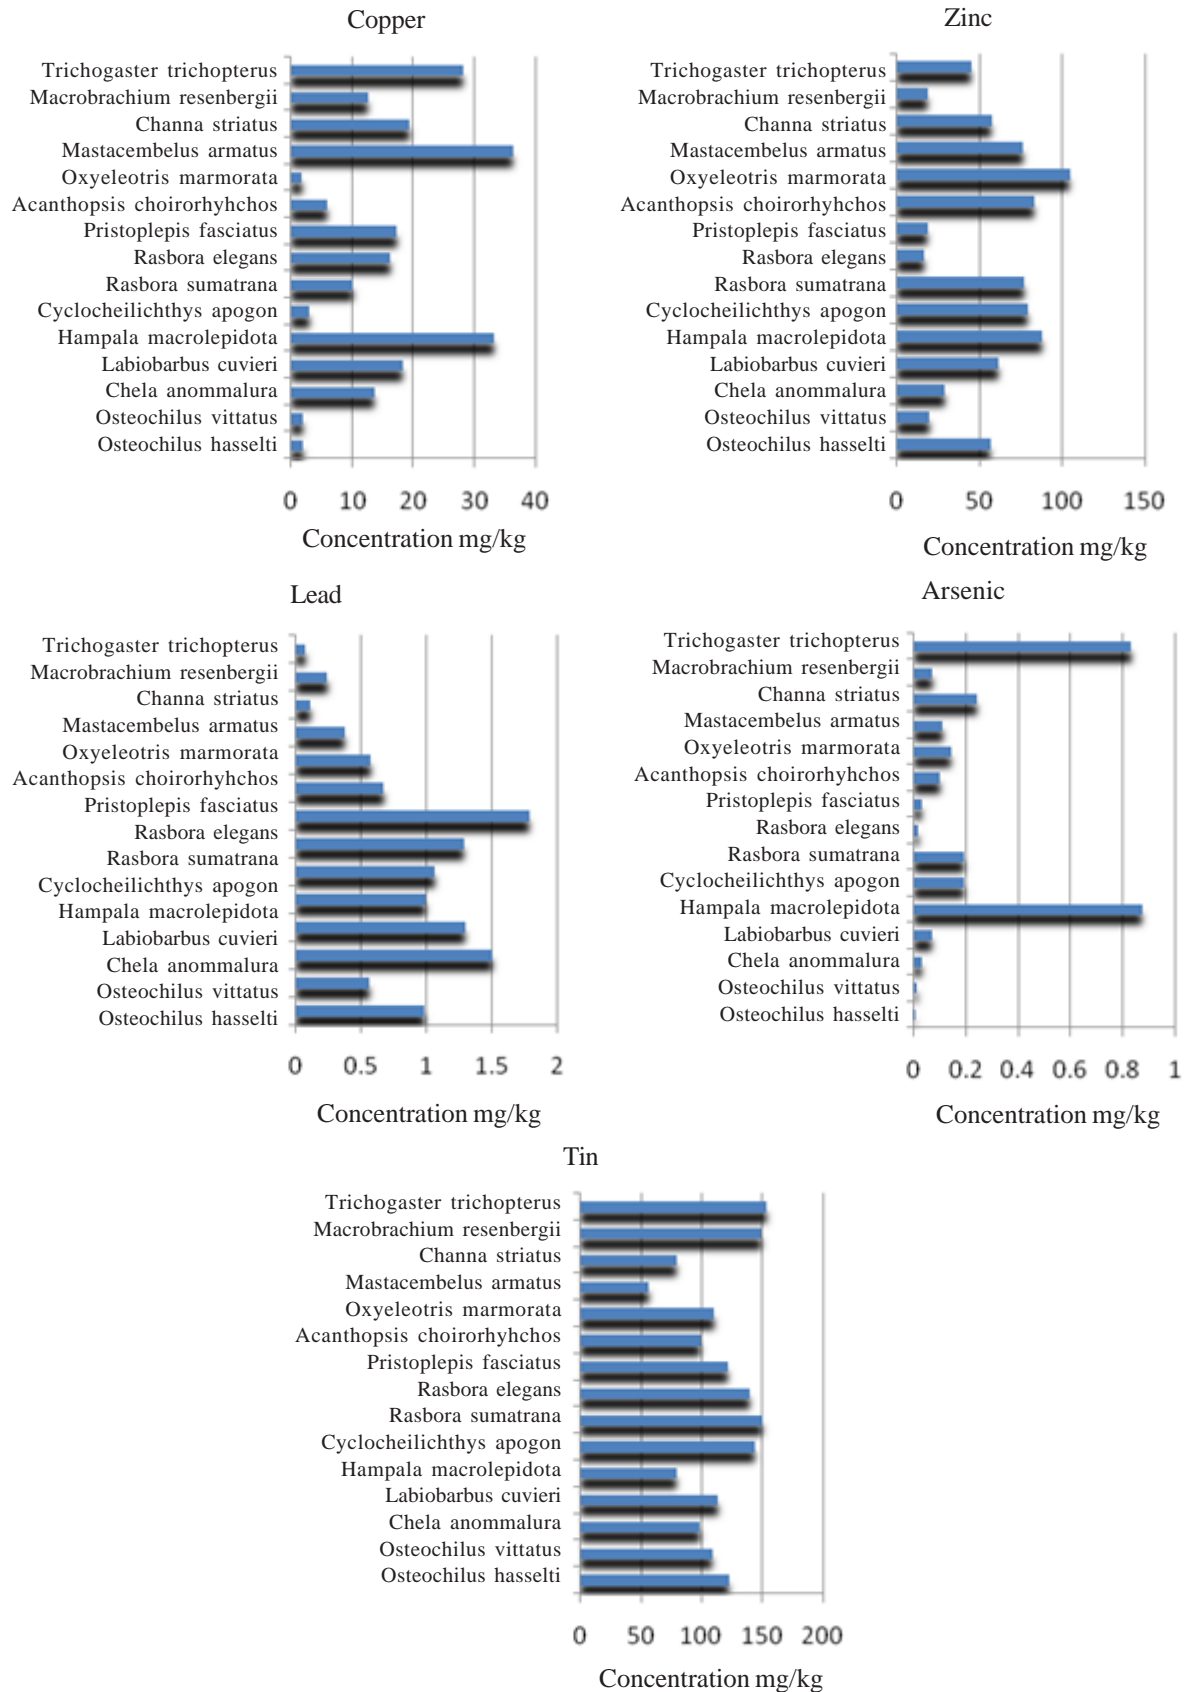 Copper
Trichogaster trichopterus
Macrobrachium resenbergii
Channa striatus
Mastacembelus armatus
Oxyeleotris marmorata
Acanthopsis choirorhyhchos
Pristoplepis fasciatus
Rasbora elegans
Rasbora sumatrana
Cyclocheilichthys apogon
Hampala macrolepidota
Labiobarbus cuvieri
Chela anommalura
Osteochilus vittatus
Osteochilus hasselti
0 10 20 30 40
Concentration mg/kg
Zinc
Trichogaster trichopterus
Macrobrachium resenbergii
Channa striatus
Mastacembelus armatus
Oxyeleotris marmorata
Acanthopsis choirorhyhchos
Pristoplepis fasciatus
Rasbora elegans
Rasbora sumatrana
Cyclocheilichthys apogon
Hampala macrolepidota
Labiobarbus cuvieri
Chela anommalura
Osteochilus vittatus
Osteochilus hasselti
0 50 100 150
Concentration mg/kg
Lead
Trichogaster trichopterus
Macrobrachium resenbergii
Channa striatus
Mastacembelus armatus
Oxyeleotris marmorata
Acanthopsis choirorhyhchos
Pristoplepis fasciatus
Rasbora elegans
Rasbora sumatrana
Cyclocheilichthys apogon
Hampala macrolepidota
Labiobarbus cuvieri
Chela anommalura
Osteochilus vittatus
Osteochilus hasselti
0 0.5 1 1.5 2
Concentration mg/kg
Arsenic
Trichogaster trichopterus
Macrobrachium resenbergii
Channa striatus
Mastacembelus armatus
Oxyeleotris marmorata
Acanthopsis choirorhyhchos
Pristoplepis fasciatus
Rasbora elegans
Rasbora sumatrana
Cyclocheilichthys apogon
Hampala macrolepidota
Labiobarbus cuvieri
Chela anommalura
Osteochilus vittatus
Osteochilus hasselti
0 0.2 0.4 0.6 0.8 1
Concentration mg/kg
Tin
Trichogaster trichopterus
Macrobrachium resenbergii
Channa striatus
Mastacembelus armatus
Oxyeleotris marmorata
Acanthopsis choirorhyhchos
Pristoplepis fasciatus
Rasbora elegans
Rasbora sumatrana
Cyclocheilichthys apogon
Hampala macrolepidota
Labiobarbus cuvieri
Chela anommalura
Osteochilus vittatus
Osteochilus hasselti
0 50 100 150 200
Concentration mg/kg